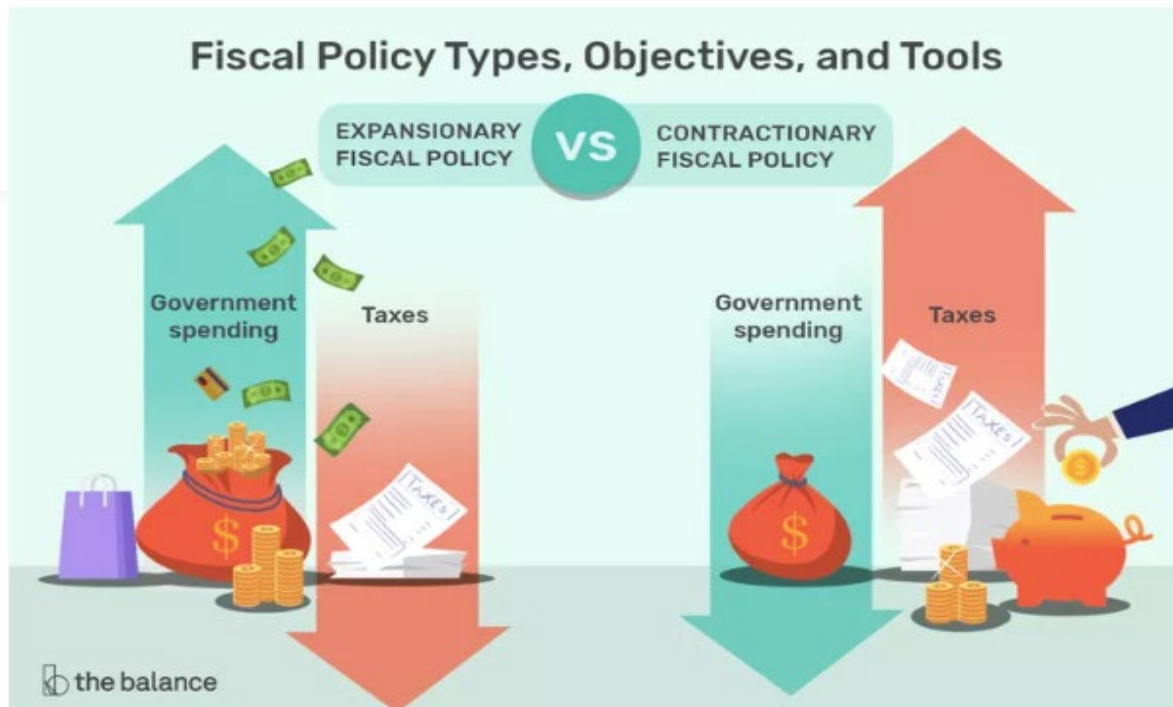 Fiscal Policy Types, Objectives, and Tools
EXPANSIONARY
FISCAL POLICY
VS
CONTRACTIONARY
FISCAL POLICY
Government
spending
Taxes
Government
spending
Taxes
TAXES
$
TAXES
TAXES
$
$
the balance